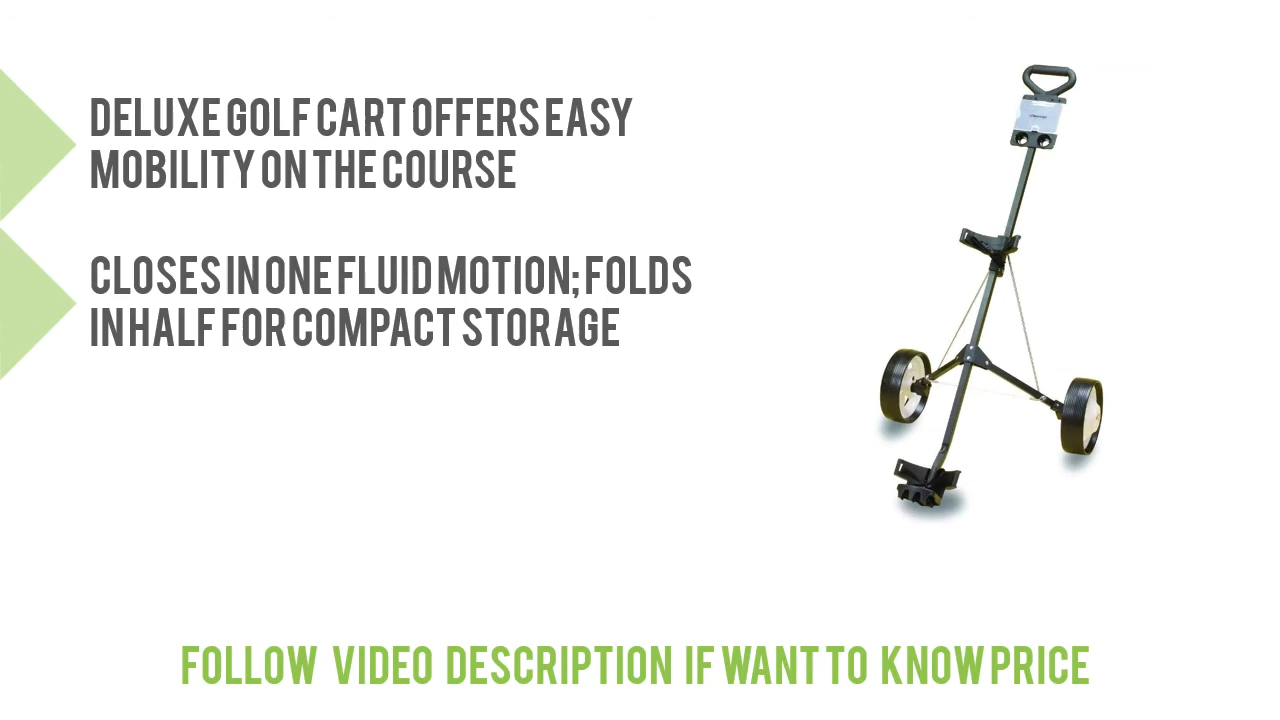 DELUXE GOLF CART OFFERS EASY
MOBILITY ON THE COURSE
CLOSES IN ONE FLUID MOTION; FOLDS
IN HALF FOR COMPACT STORAGE
FOLLOW VIDEO DESCRIPTION IF WANT TO KNOW PRICE